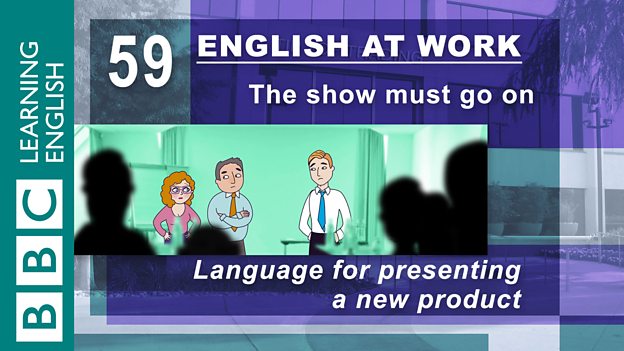 59
ENGLISH AT WORK
The show must go on
Language for presenting
a new product
BBC
LEARNING
ENGLISH